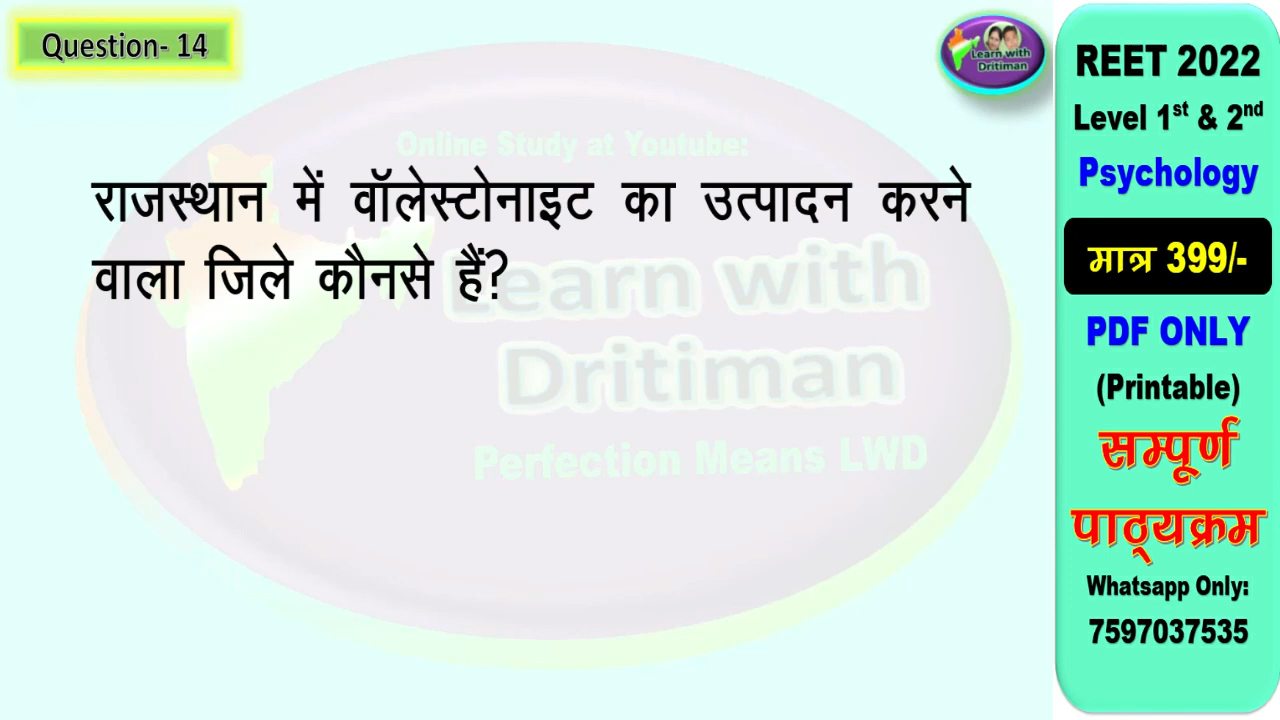 Question- 14
Learn with
Dritiman
Online Study at Youtube:
राजस्थान में वॉलेस्टोनाइट का उत्पादन करने
वाला जिले कौनसे हैं?
Learn with
Dritiman
Perfection Means LWD
REET 2022
Level 1st & 2nd
Psychology
मात्र 399/-
PDF ONLY
(Printable)
सम्पूर्ण
पाठ्यक्रम
Whatsapp Only:
7597037535